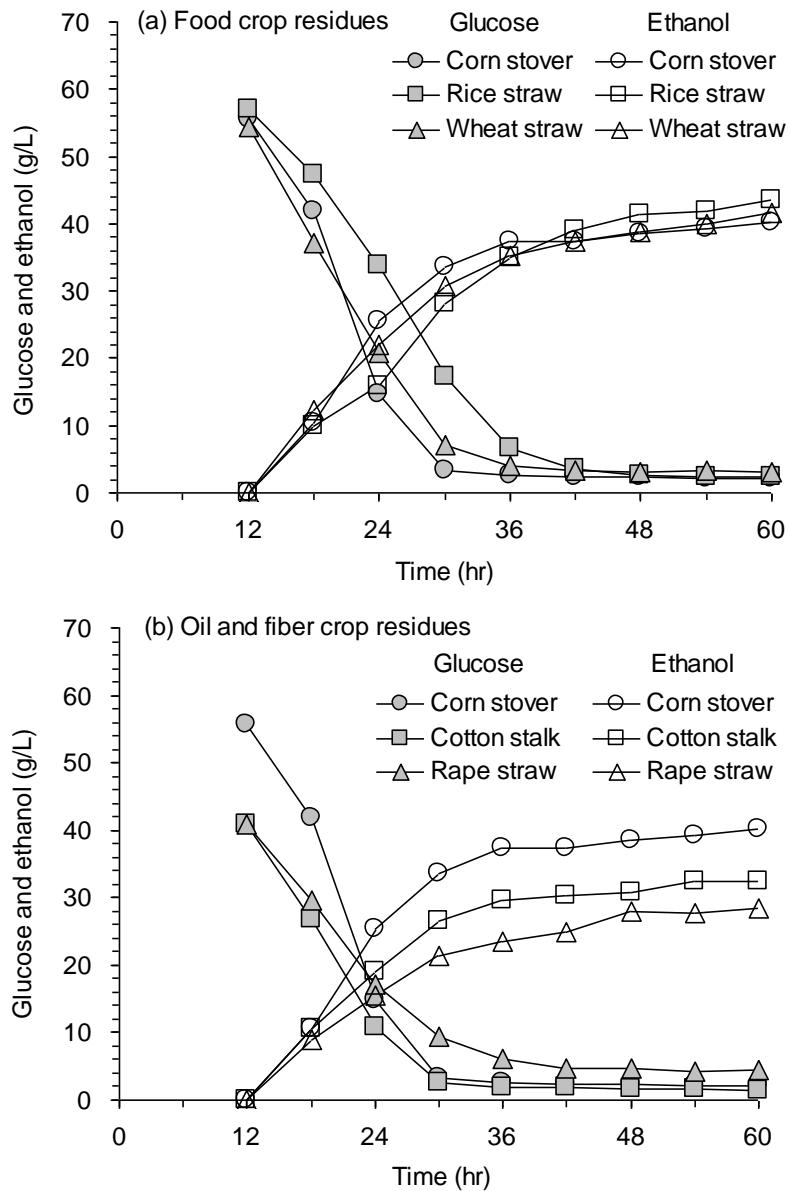 (a) Food crop residues
Glucose Ethanol
Corn stover Corn stover
Rice straw Rice straw
Wheat straw Wheat straw
Glucose and ethanol (g/L)
70
60
50
40
30
20
10
0
0 12 24 36 48 60
Time (hr)
(b) Oil and fiber crop residues
Glucose Ethanol
Corn stover Corn stover
Cotton stalk Cotton stalk
Rape straw Rape straw
Glucose and ethanol (g/L)
70
60
50
40
30
20
10
0
0 12 24 36 48 60
Time (hr)